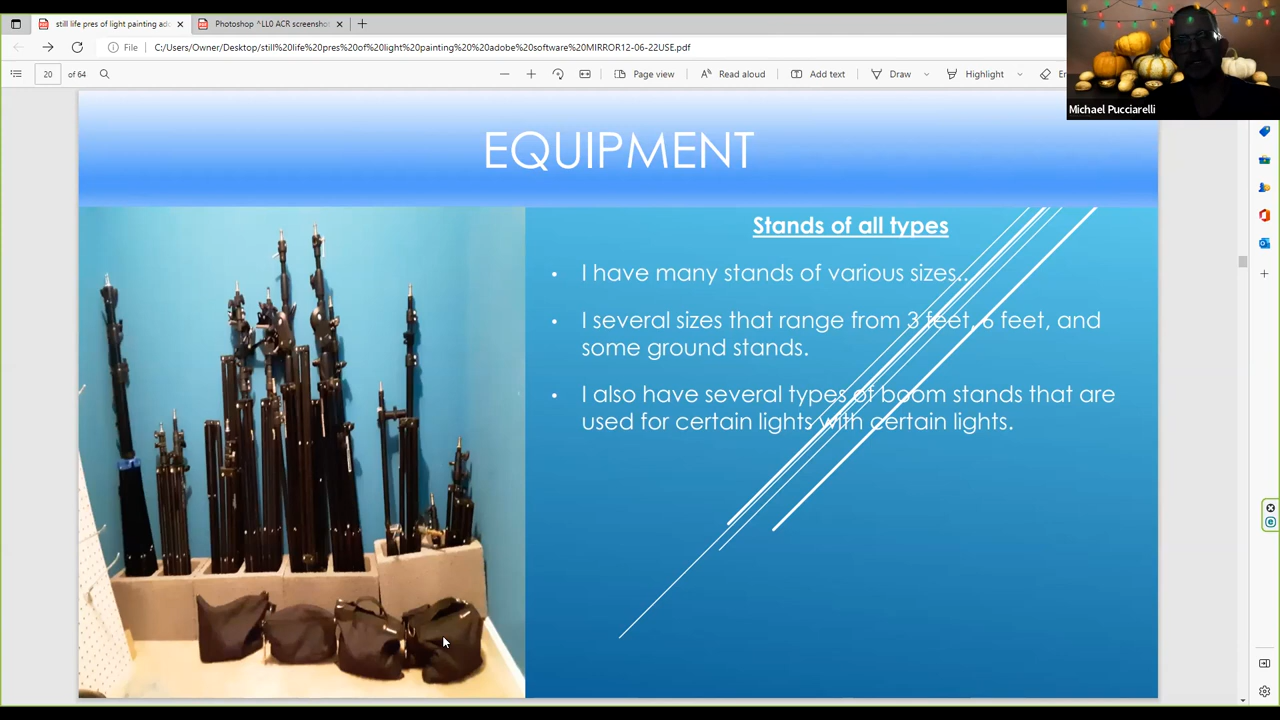 still life pres of light painting ado
Photoshop ^LL0 ACR screenshot
File
C:/Users/Owner/Desktop/still%20life%20pres%20of%20light%20painting%20%20adobe%20software%20MIRROR12-06-22USE.pdf
20 of 64
Page view
Read aloud
Add text
Draw
Highlight
Michael Pucciarelli
EQUIPMENT
Stands of all types
• I have many stands of various sizes..
• I several sizes that range from 3 feet, 6 feet, and
some ground stands.
• I also have several types of boom stands that are
used for certain lights with certain lights.